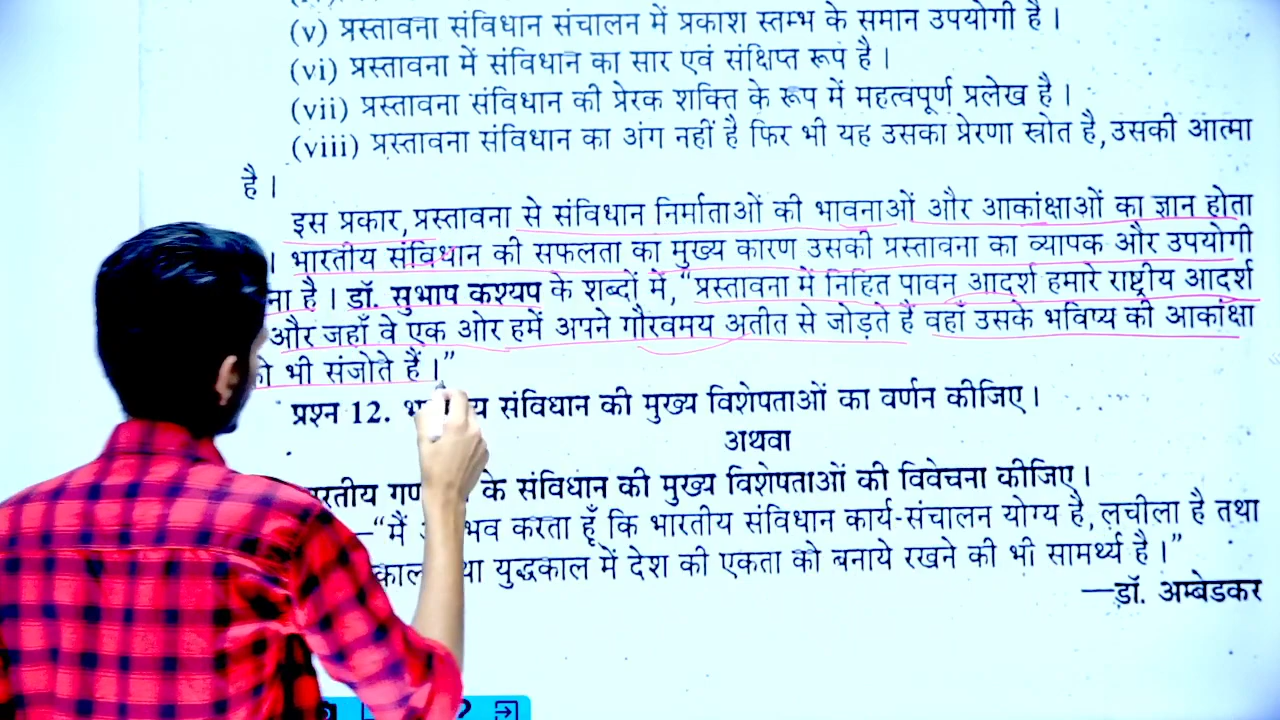 (v) प्रस्तावना संविधान संचालन में प्रकाश स्तम्भ के समान उपयोगी है।
(vi) प्रस्तावना में संविधान का सार एवं संक्षिप्त रूप है।
(vii) प्रस्तावना संविधान की प्रेरक शक्ति के रूप में महत्वपूर्ण प्रलेख है।
(viii) प्रस्तावना संविधान का अंग नहीं है फिर भी यह उसका प्रेरणा स्रोत है, उसकी आत्मा
है।
इस प्रकार, प्रस्तावना से संविधान निर्माताओं की भावनाओं और आकांक्षाओं का ज्ञान होता
। भारतीय संविधान की सफलता का मुख्य कारण उसकी प्रस्तावना का व्यापक और उपयोगी
ना है। डॉ. सुभाष कश्यप के शब्दों में, “प्रस्तावना में निहित पावन आदर्श हमारे राष्ट्रीय आदर्श
और जहाँ वे एक ओर हमें अपने गौरवमय अतीत से जोड़ते हैं वहाँ उसके भविष्य की आकांक्षा
भी संजोते हैं।”
प्रश्न 12. संविधान की मुख्य विशेषताओं का वर्णन कीजिए।
अथवा
के संविधान की मुख्य विशेषताओं की विवेचना कीजिए।
—“मैं करता हूँ कि भारतीय संविधान कार्य-संचालन योग्य है, लचीला है तथा
युद्धकाल में देश की एकता को बनाये रखने की भी सामर्थ्य है।”
—डॉ. अम्बेडकर